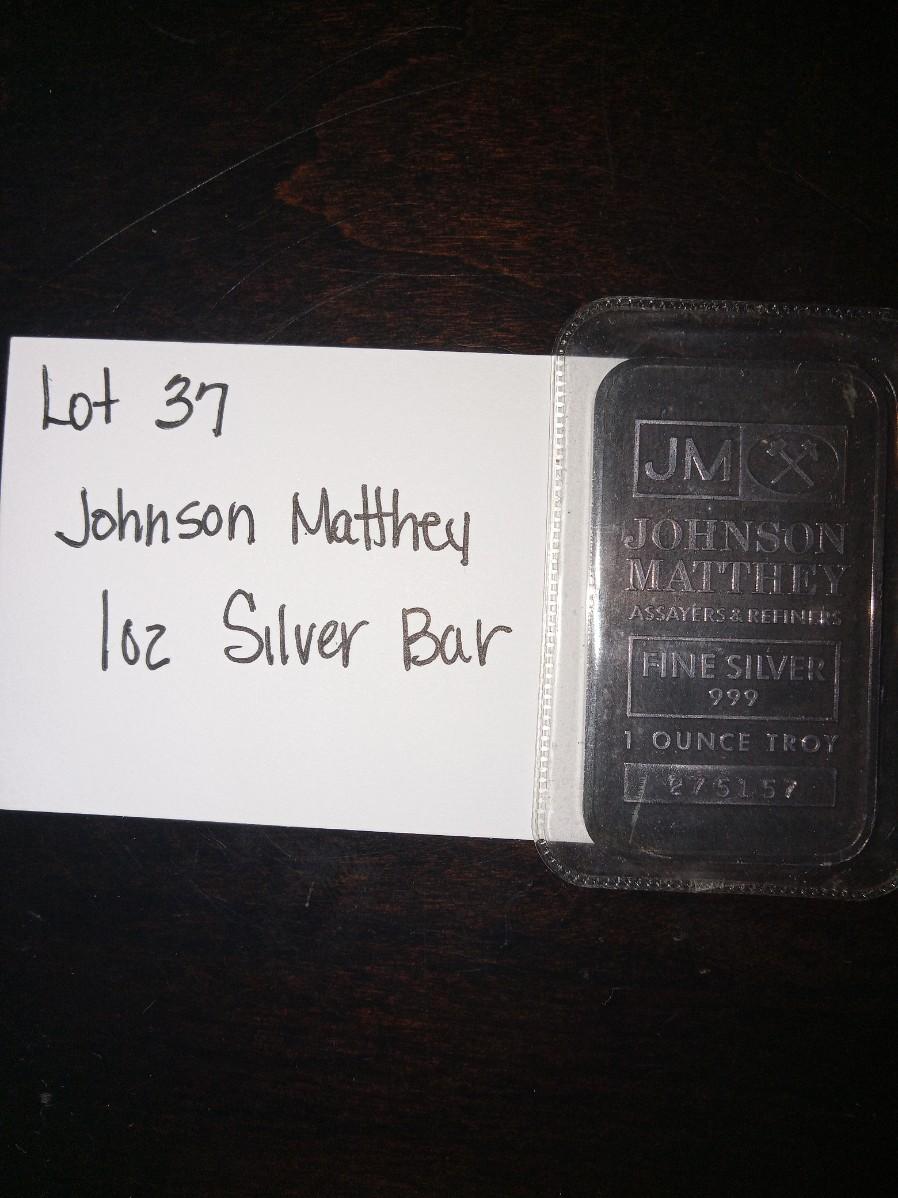 Lot 37
Johnson Matthey
1oz Silver Bar
JM
JOHNSON
MATTHEY
ASSAYERS & REFINERS
FINE SILVER
999
1 OUNCE TROY
275157